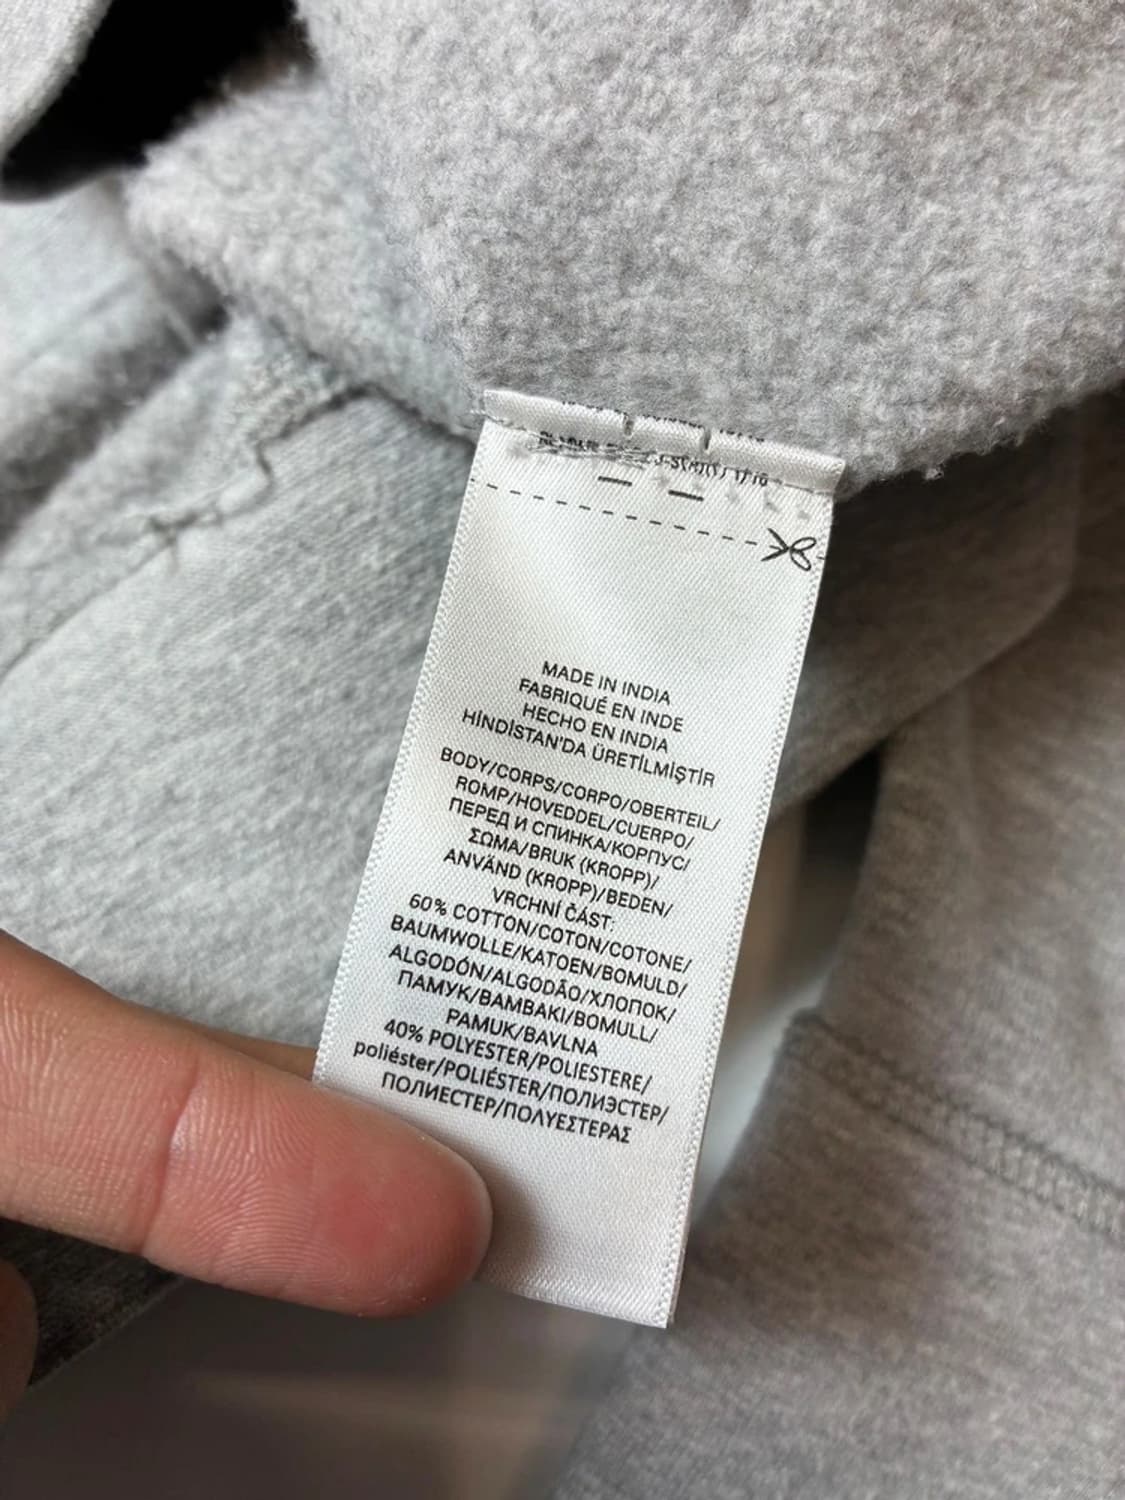 MADE IN INDIA
FABRIQUÉ EN INDE
HECHO EN INDIA
HİNDİSTAN'DA ÜRETİLMİŞTİR
BODY/CORPS/CORPO/OBERTEIL/
ROMP/HOVEDDEL/CUERPO/
ПЕРЕД И СПИНКА/КОРПУС/
ΣΩΜΑ/BRUK (KROPP)/
ANVÄND (KROPP)/BEDEN/
VRCHNÍ ČÁST:
60% COTTON/COTON/COTONE/
BAUMWOLLE/KATOEN/BOMULD/
ALGODÓN/ALGODÃO/ХЛОПОК/
ПАМУК/BAMBAKI/BOMULL/
PAMUK/BAVLNA
40% POLYESTER/POLIESTERE/
poliéster/POLIÉSTER/ПОЛИЭСТЕР/
ПОЛИЕСТЕР/ΠΟΛΥΕΣΤΕΡΑΣ